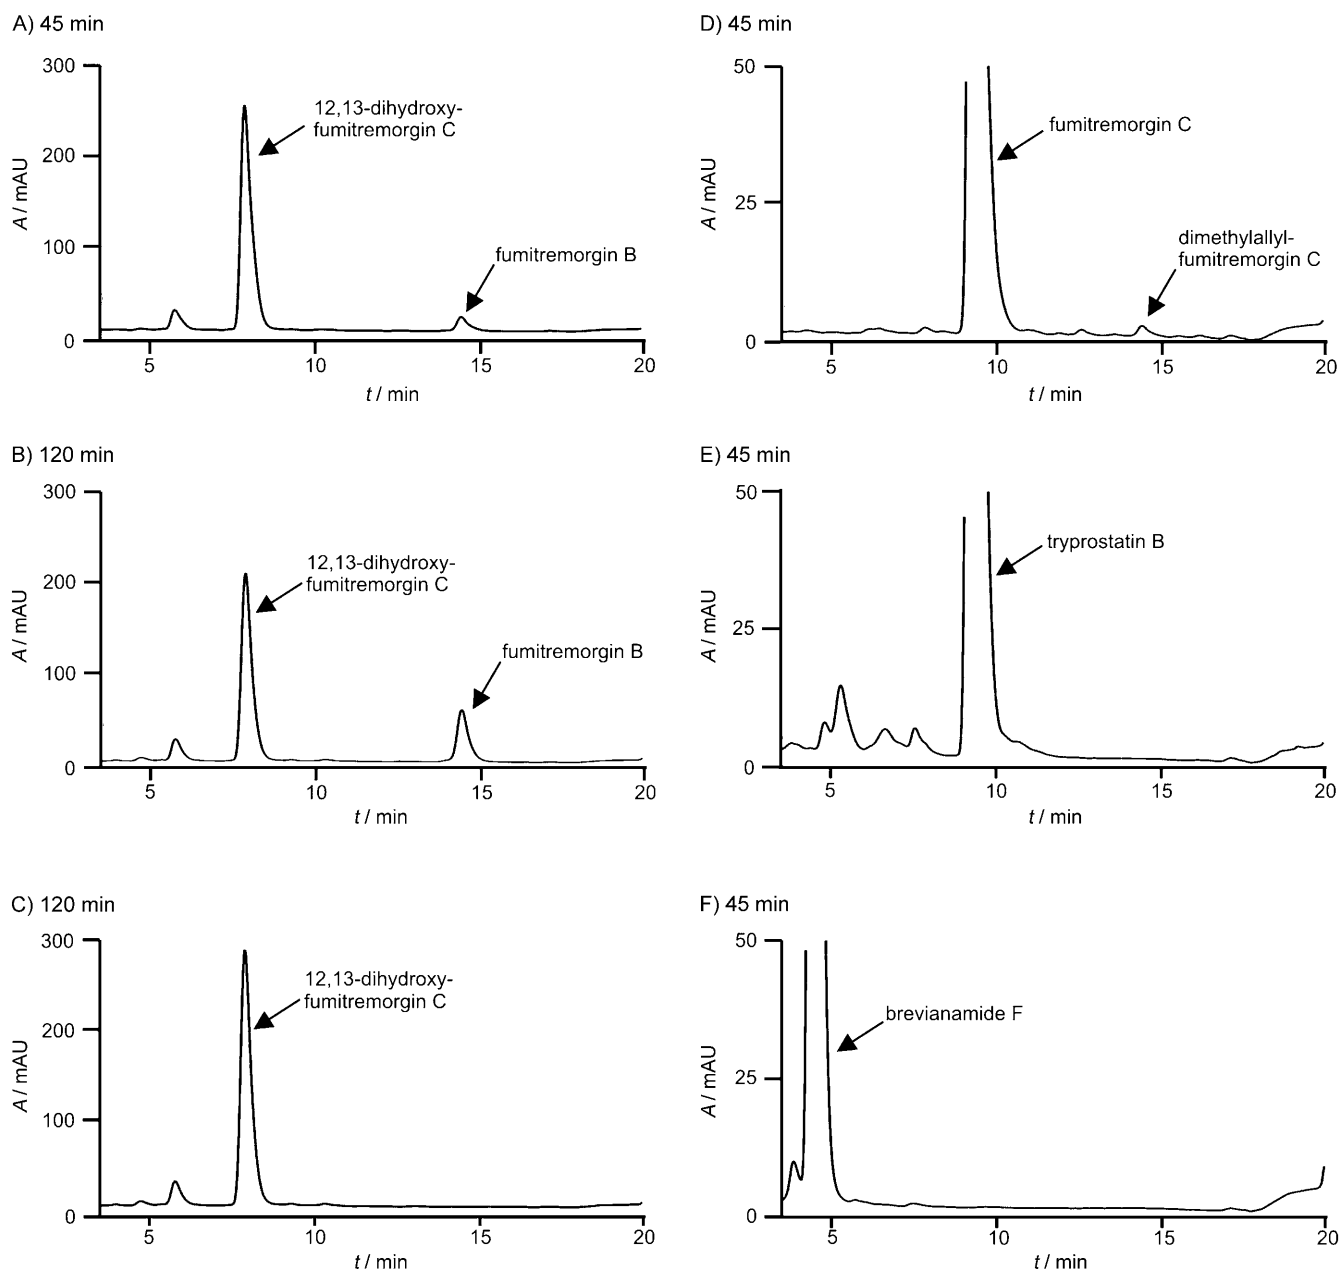 A) 45 min
300
200
100
0
A / mAU
12,13-dihydroxy-
fumitremorgin C
fumitremorgin B
5
10
15
20
t / min
B) 120 min
300
200
100
0
A / mAU
12,13-dihydroxy-
fumitremorgin C
fumitremorgin B
5
10
15
20
t / min
C) 120 min
300
200
100
0
A / mAU
12,13-dihydroxy-
fumitremorgin C
5
10
15
20
t / min
D) 45 min
50
25
0
A / mAU
fumitremorgin C
dimethylallyl-
fumitremorgin C
5
10
15
20
t / min
E) 45 min
50
25
0
A / mAU
tryprostatin B
5
10
15
20
t / min
F) 45 min
50
25
0
A / mAU
brevianamide F
5
10
15
20
t / min